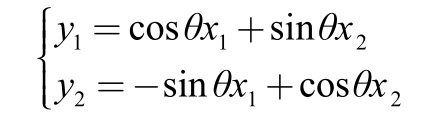 y₁ = cosθx₁ + sinθx₂
y₂ = −sinθx₁ + cosθx₂